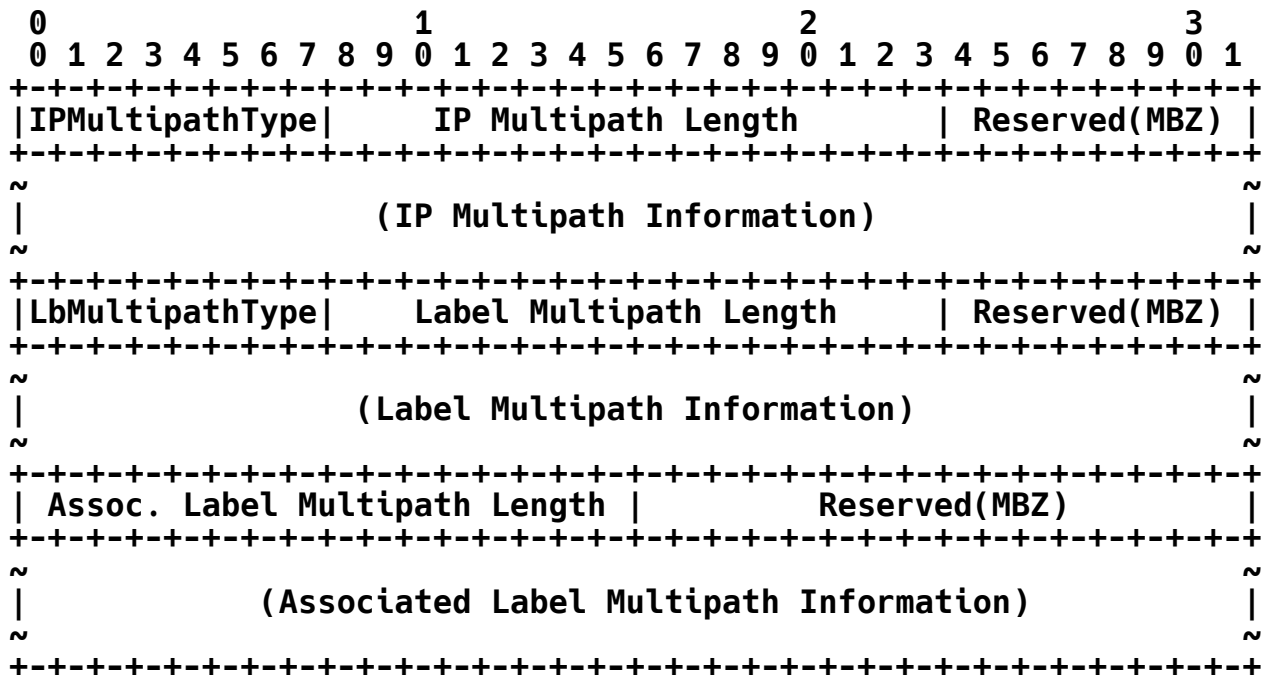 0                   1                   2                   3
 0 1 2 3 4 5 6 7 8 9 0 1 2 3 4 5 6 7 8 9 0 1 2 3 4 5 6 7 8 9 0 1
+-+-+-+-+-+-+-+-+-+-+-+-+-+-+-+-+-+-+-+-+-+-+-+-+-+-+-+-+-+-+-+-+
|IPMultipathType|     IP Multipath Length       | Reserved(MBZ) |
+-+-+-+-+-+-+-+-+-+-+-+-+-+-+-+-+-+-+-+-+-+-+-+-+-+-+-+-+-+-+-+-+
~                                                               ~
|                  (IP Multipath Information)                   |
~                                                               ~
+-+-+-+-+-+-+-+-+-+-+-+-+-+-+-+-+-+-+-+-+-+-+-+-+-+-+-+-+-+-+-+-+
|LbMultipathType|    Label Multipath Length     | Reserved(MBZ) |
+-+-+-+-+-+-+-+-+-+-+-+-+-+-+-+-+-+-+-+-+-+-+-+-+-+-+-+-+-+-+-+-+
~                                                               ~
|                 (Label Multipath Information)                 |
~                                                               ~
+-+-+-+-+-+-+-+-+-+-+-+-+-+-+-+-+-+-+-+-+-+-+-+-+-+-+-+-+-+-+-+-+
| Assoc. Label Multipath Length |         Reserved(MBZ)         |
+-+-+-+-+-+-+-+-+-+-+-+-+-+-+-+-+-+-+-+-+-+-+-+-+-+-+-+-+-+-+-+-+
~                                                               ~
|            (Associated Label Multipath Information)           |
~                                                               ~
+-+-+-+-+-+-+-+-+-+-+-+-+-+-+-+-+-+-+-+-+-+-+-+-+-+-+-+-+-+-+-+-+